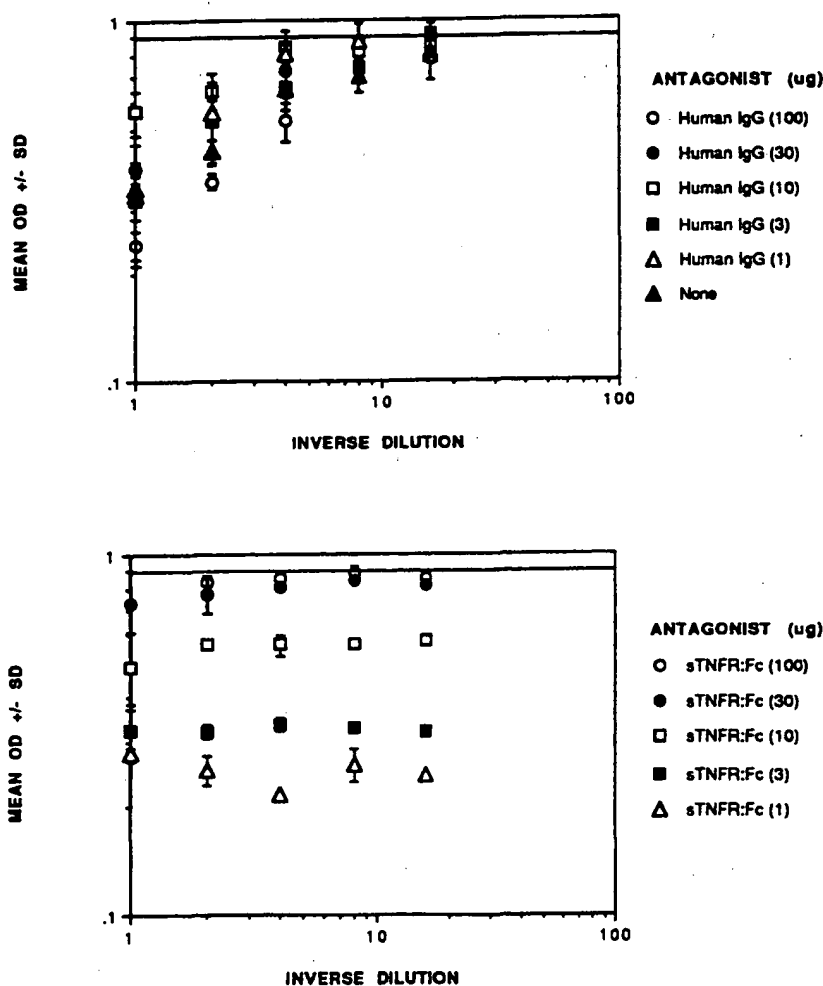 1
.1
1
10
100
MEAN OD +/- SD
INVERSE DILUTION
ANTAGONIST (ug)
Human IgG (100)
Human IgG (30)
Human IgG (10)
Human IgG (3)
Human IgG (1)
None
1
.1
1
10
100
MEAN OD +/- SD
INVERSE DILUTION
ANTAGONIST (ug)
sTNFR:Fc (100)
sTNFR:Fc (30)
sTNFR:Fc (10)
sTNFR:Fc (3)
sTNFR:Fc (1)